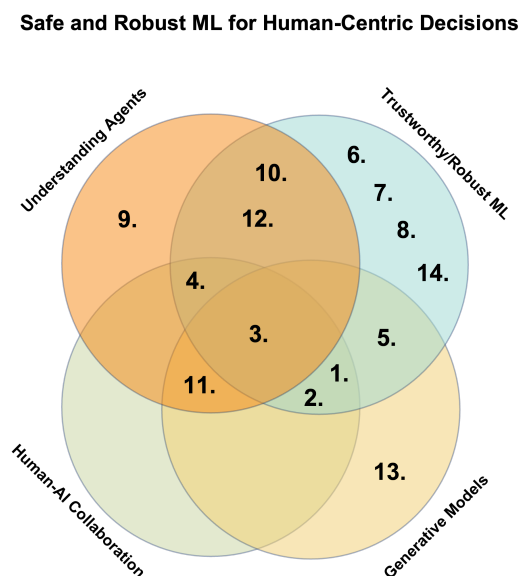 Safe and Robust ML for Human-Centric Decisions
Understanding Agents
Trustworthy/Robust ML
6.
10.
7.
9.
12.
8.
14.
4.
3.
5.
1.
11.
2.
13.
Human-AI Collaboration
Generative Models